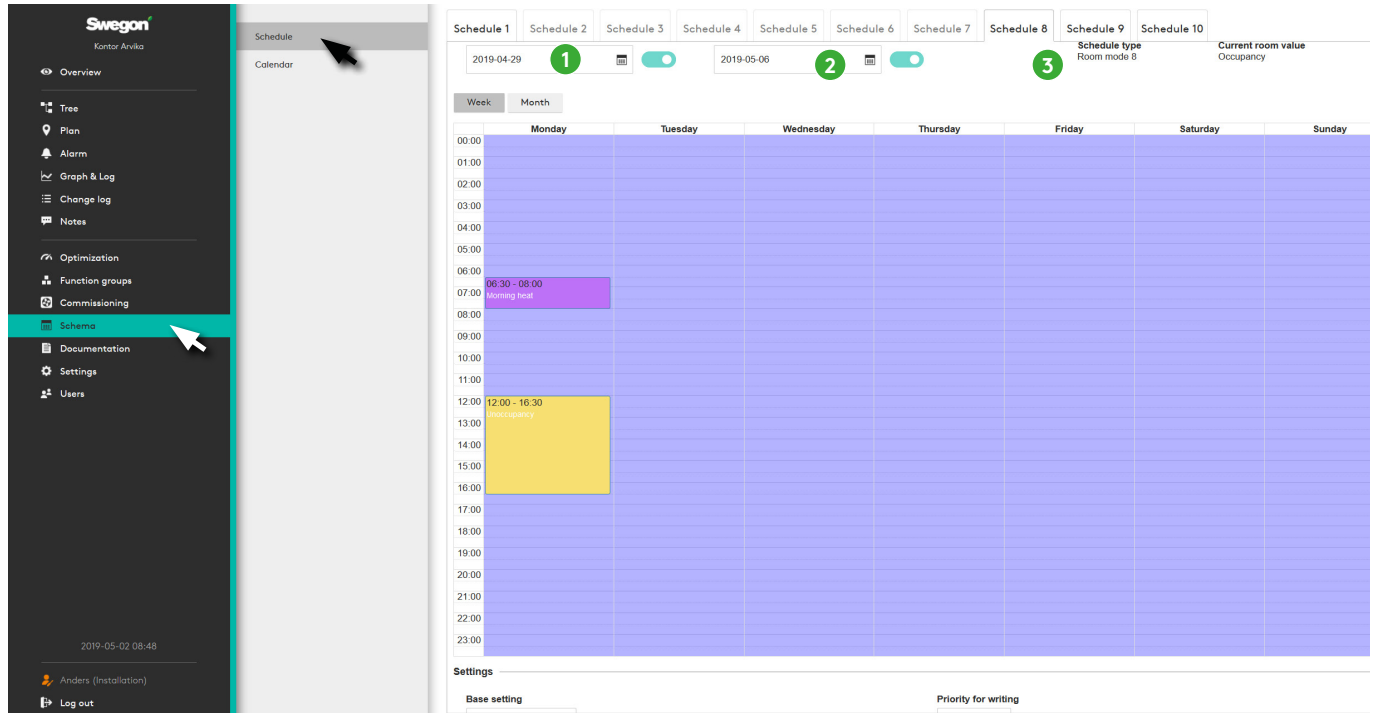 Swegon
Kontor Arvika
Overview
Tree
Plan
Alarm
Graph & Log
Change log
Notes
Optimization
Function groups
Commissioning
Schema
Documentation
Settings
Users
2019-05-02 08:48
Anders (Installation)
Log out
Schedule
Calendar
Schedule 1 Schedule 2 Schedule 3 Schedule 4 Schedule 5 Schedule 6 Schedule 7 Schedule 8 Schedule 9 Schedule 10
Schedule type Current room value
2019-04-29 1 2019-05-06 2 3 Room mode 8 Occupancy
Week Month
Monday Tuesday Wednesday Thursday Friday Saturday Sunday
00:00
01:00
02:00
03:00
04:00
05:00
06:00
06:30 - 08:00
07:00 Morning heat
08:00
09:00
10:00
11:00
12:00 12:00 - 16:30
Unoccupancy
13:00
14:00
15:00
16:00
17:00
18:00
19:00
20:00
21:00
22:00
23:00
Settings
Base setting Priority for writing